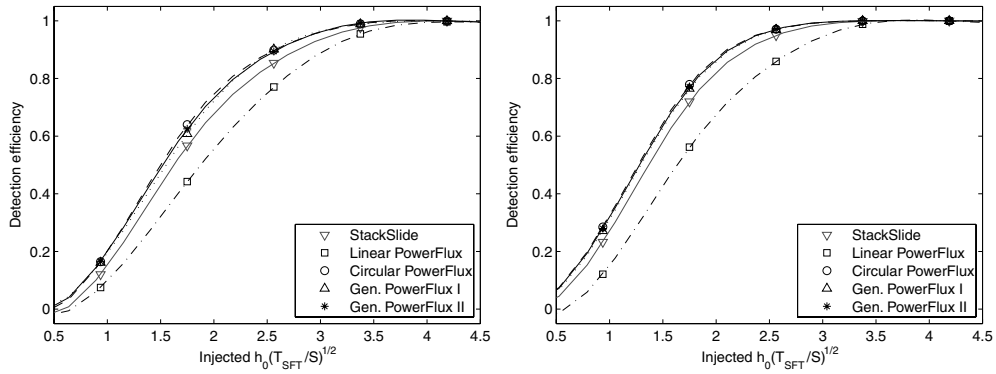 1
0.8
0.6
0.4
0.2
0
Detection efficiency
0.5 1 1.5 2 2.5 3 3.5 4 4.5
Injected h0(TSFT/S)1/2
StackSlide
Linear PowerFlux
Circular PowerFlux
Gen. PowerFlux I
Gen. PowerFlux II
1
0.8
0.6
0.4
0.2
0
Detection efficiency
0.5 1 1.5 2 2.5 3 3.5 4 4.5
Injected h0(TSFT/S)1/2
StackSlide
Linear PowerFlux
Circular PowerFlux
Gen. PowerFlux I
Gen. PowerFlux II